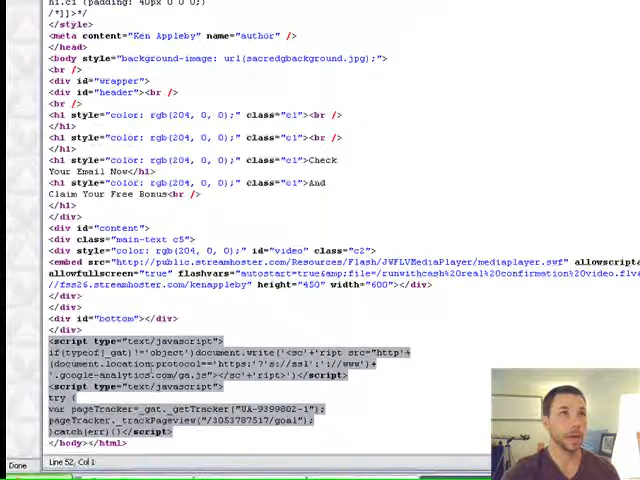 h1.c1 {padding: 40px 0 0 0;}
/*]]>*/
</style>
<meta content="Ken Appleby" name="author" />
</head>
<body style="background-image: url(sacredgbackground.jpg);">
<br />
<div id="wrapper">
<div id="header"><br />
<br />
<h1 style="color: rgb(204, 0, 0);" class="c1"><br />
</h1>
<h1 style="color: rgb(204, 0, 0);" class="c1"><br />
</h1>
<h1 style="color: rgb(204, 0, 0);" class="c1">Check
Your Email Now</h1>
<h1 style="color: rgb(204, 0, 0);" class="c1">And
Claim Your Free Bonus<br />
</h1>
</div>
<div id="content">
<div class="main-text c5">
<div style="color: rgb(204, 0, 0);" id="video" class="c2">
<embed src="http://public.streamhoster.com/Resources/Flash/JWFLVMediaPlayer/mediaplayer.swf" allowscripta
allowfullscreen="true" flashvars="autostart=true&amp;file=/runwithcash%20real%20confirmation%20video.flv
//fss26.streamhoster.com/kenappleby" height="450" width="600"></div>
</div>
</div>
<div id="bottom"></div>
</div>
<script type="text/javascript">
if(typeof(_gat)!='object')document.write('<sc'+'ript src="http'+
(document.location.protocol=='https:'?'s://ssl':'://www')+
'.google-analytics.com/ga.js"></sc'+'ript>')</script>
<script type="text/javascript">
try {
var pageTracker=_gat._getTracker("UA-9399802-1");
pageTracker._trackPageview("/3053787517/goal");
}catch(err){}</script>
</body></html>
Done
Line 52, Col 1